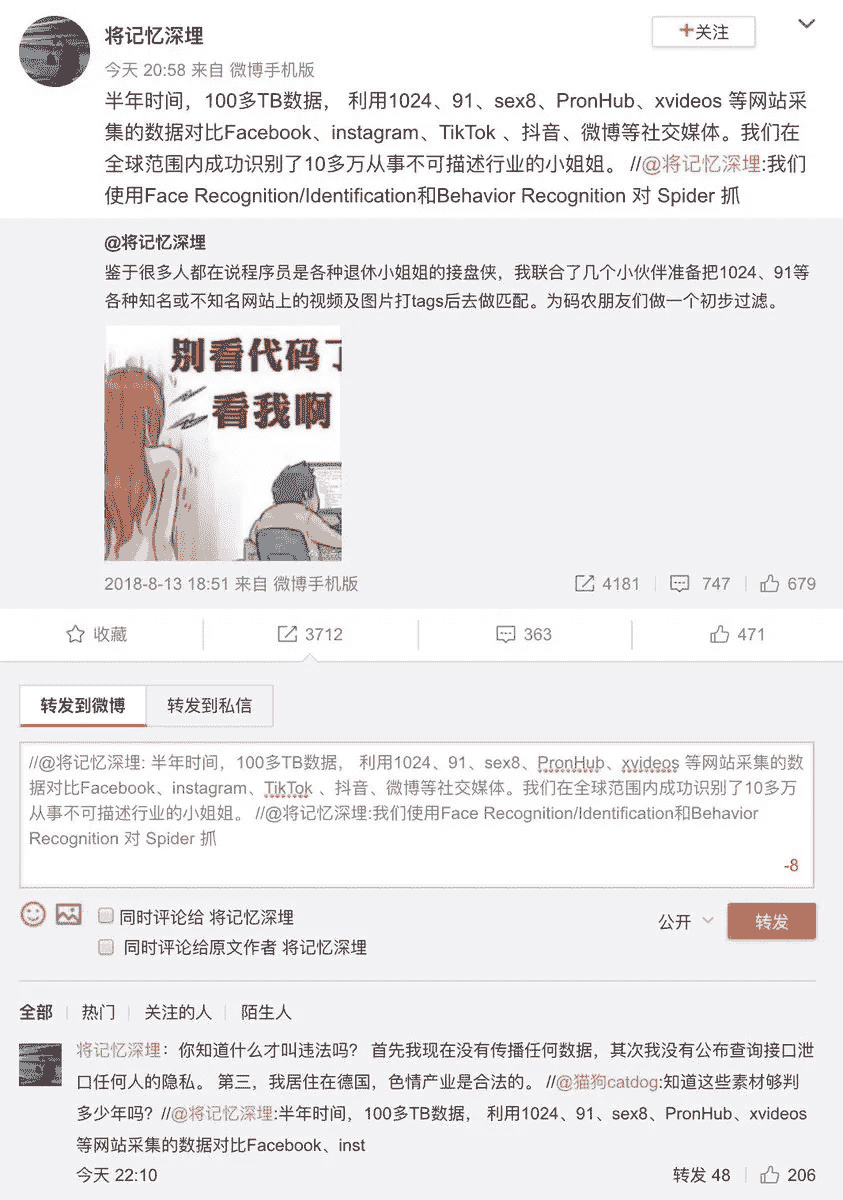 将记忆深埋
+关注
今天 20:58 来自 微博手机版
半年时间，100多TB数据， 利用1024、91、sex8、PronHub、xvideos 等网站采
集的数据对比Facebook、instagram、TikTok 、抖音、微博等社交媒体。我们在
全球范围内成功识别了10多万从事不可描述行业的小姐姐。 //@将记忆深埋:我们
使用Face Recognition/Identification和Behavior Recognition 对 Spider 抓
@将记忆深埋
鉴于很多人都在说程序员是各种退休小姐姐的接盘侠，我联合了几个小伙伴准备把1024、91等
各种知名或不知名网站上的视频及图片打tags后去做匹配。为码农朋友们做一个初步过滤。
别看代码了
看我啊
2018-8-13 18:51 来自 微博手机版
4181
747
679
收藏
3712
363
471
转发到微博
转发到私信
//@将记忆深埋: 半年时间，100多TB数据， 利用1024、91、sex8、PronHub、xvideos 等网站采集的数
据对比Facebook、instagram、TikTok 、抖音、微博等社交媒体。我们在全球范围内成功识别了10多万
从事不可描述行业的小姐姐。 //@将记忆深埋:我们使用Face Recognition/Identification和Behavior
Recognition 对 Spider 抓
-8
同时评论给 将记忆深埋
公开
转发
同时评论给原文作者 将记忆深埋
全部
热门
关注的人
陌生人
将记忆深埋：你知道什么才叫违法吗？ 首先我现在没有传播任何数据，其次我没有公布查询接口泄
口任何人的隐私。 第三，我居住在德国，色情产业是合法的。 //@猫狗catdog:知道这些素材够判
多少年吗？//@将记忆深埋:半年时间，100多TB数据， 利用1024、91、sex8、PronHub、xvideos
等网站采集的数据对比Facebook、inst
今天 22:10
转发 48
206